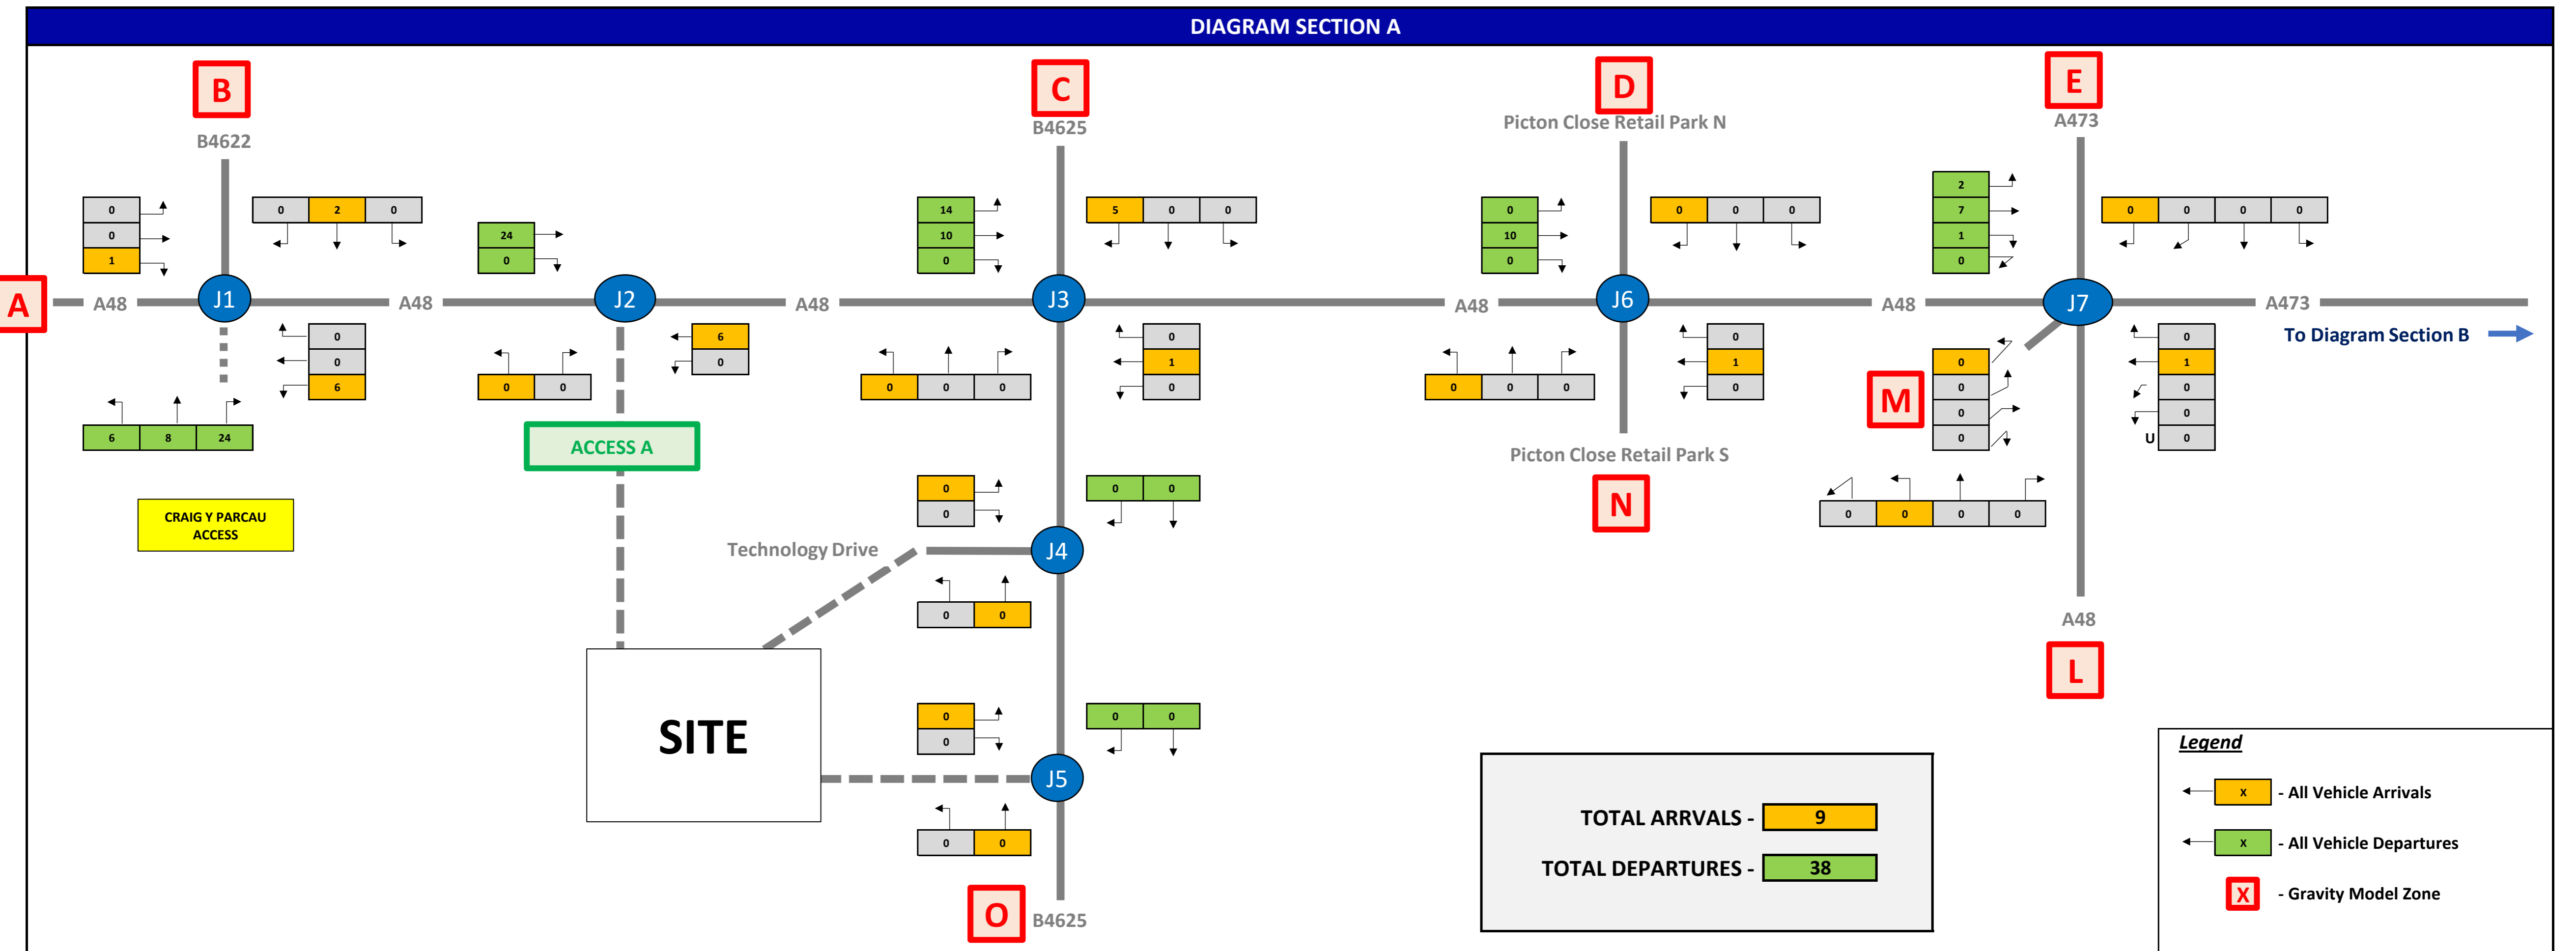 DIAGRAM SECTION A
B
C
D
E
B4622
B4625
Picton Close Retail Park N
A473
0 2 0
5 0 0
0 0 0
0 0 0 0
0
0
1
24
0
14
10
0
0
10
0
2
7
1
0
A
A48
J1
A48
J2
A48
J3
A48
J6
A48
J7
A473
To Diagram Section B
0
0
6
6
0
0
1
0
0
1
0
0
1
0
0
U 0
0 0
0 0 0
0 0 0
M
0
0
0
0
6 8 24
ACCESS A
Picton Close Retail Park S
N
CRAIG Y PARCAU
ACCESS
0
0
0 0
0 0 0 0
Technology Drive
J4
0 0
A48
L
SITE
0
0
0 0
J5
0 0
O
B4625
TOTAL ARRVALS - 9
TOTAL DEPARTURES - 38
Legend
x - All Vehicle Arrivals
x - All Vehicle Departures
X - Gravity Model Zone